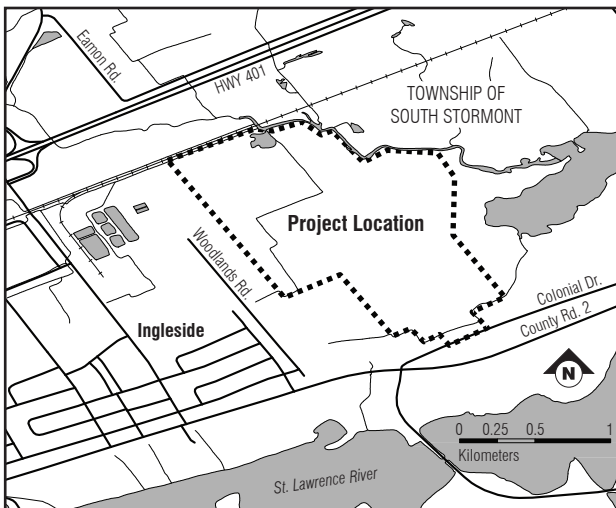 Eamon Rd.
HWY 401
TOWNSHIP OF
SOUTH STORMONT
Project Location
Woodlands Rd.
Ingleside
Colonial Dr.
County Rd. 2
N
0 0.25 0.5 1
Kilometers
St. Lawrence River